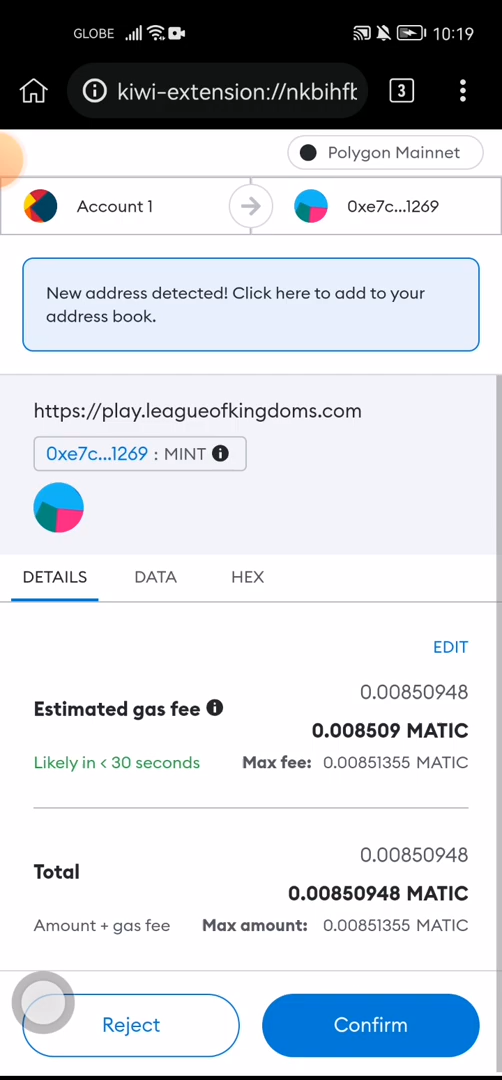 GLOBE
10:19
kiwi-extension://nkbihfb
3
Polygon Mainnet
Account 1
0xe7c...1269
New address detected! Click here to add to your
address book.
https://play.leagueofkingdoms.com
0xe7c...1269 : MINT
DETAILS
DATA
HEX
EDIT
0.00850948
Estimated gas fee
0.008509 MATIC
Likely in < 30 seconds
Max fee: 0.00851355 MATIC
0.00850948
Total
0.00850948 MATIC
Amount + gas fee
Max amount: 0.00851355 MATIC
Reject
Confirm